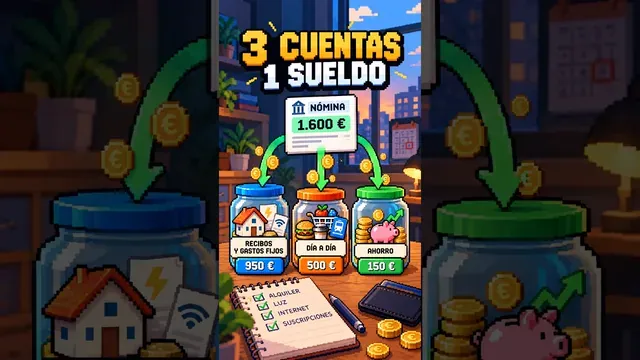 3 CUENTAS
1 SUELDO
NÓMINA
1.600 €
RECIBOS
Y GASTOS FIJOS
950 €
DÍA A DÍA
500 €
AHORRO
150 €
ALQUILER
LUZ
INTERNET
SUSCRIPCIONES